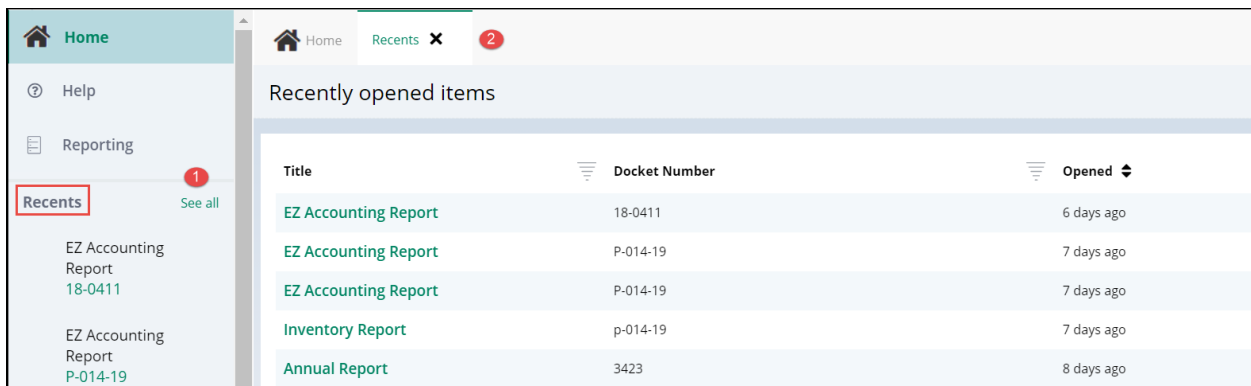 Home
Help
Reporting
1
Recents See all
EZ Accounting
Report
18-0411
EZ Accounting
Report
P-014-19
Home Recents 2
Recently opened items
Title Docket Number Opened
EZ Accounting Report 18-0411 6 days ago
EZ Accounting Report P-014-19 7 days ago
EZ Accounting Report P-014-19 7 days ago
Inventory Report p-014-19 7 days ago
Annual Report 3423 8 days ago